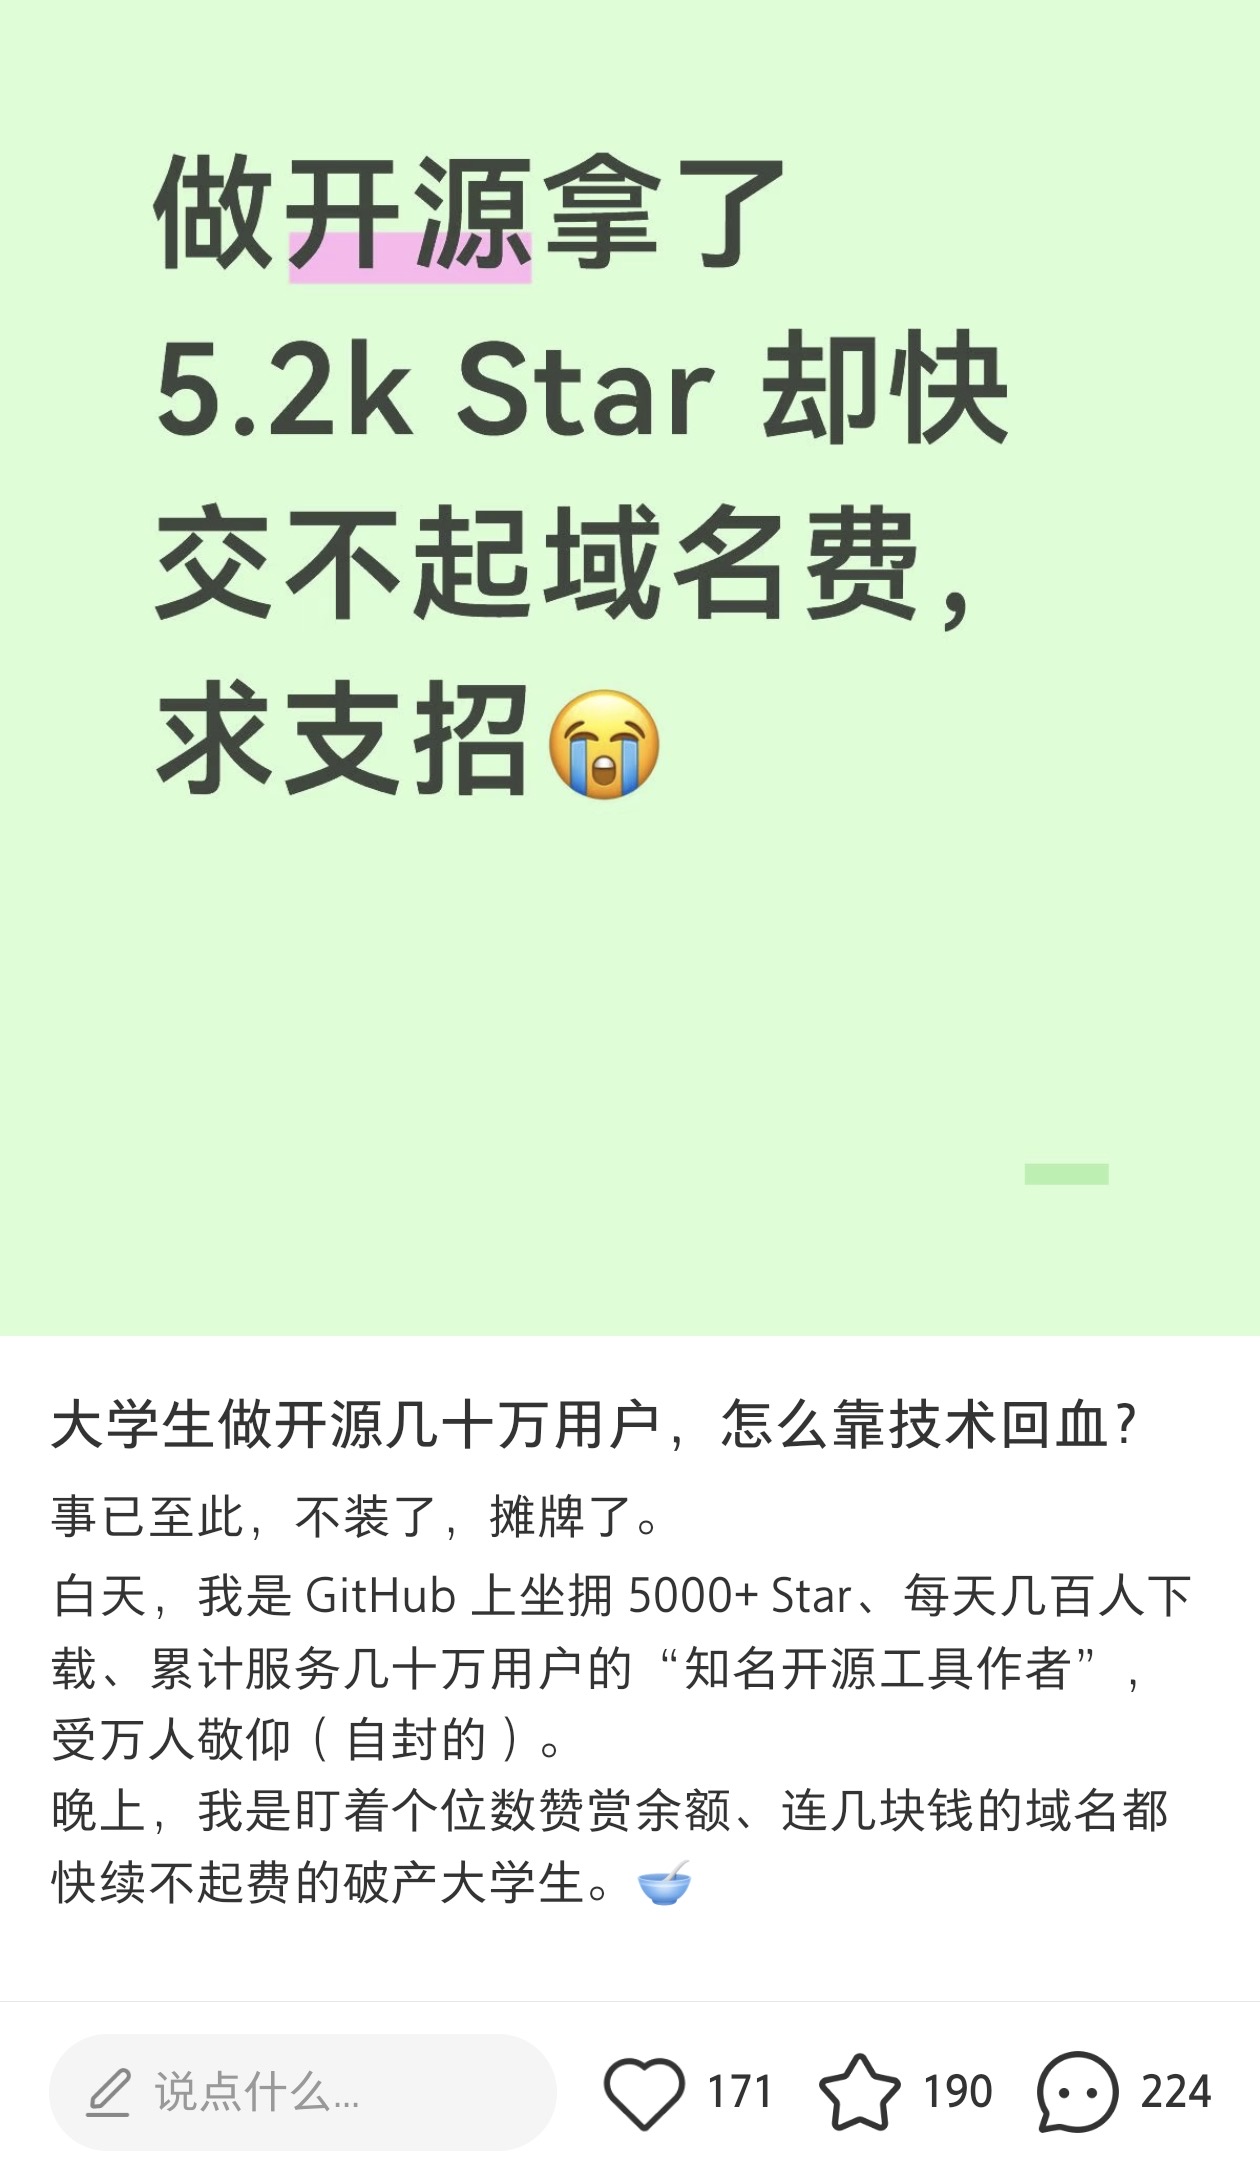 做开源拿了
5.2k Star 却快
交不起域名费，
求支招😭
大学生做开源几十万用户，怎么靠技术回血？
事已至此，不装了，摊牌了。
白天，我是 GitHub 上坐拥 5000+ Star、每天几百人下
载、累计服务几十万用户的“知名开源工具作者”，
受万人敬仰（自封的）。
晚上，我是盯着个位数赞赏余额、连几块钱的域名都
快续不起费的破产大学生。🥣
说点什么...
171
190
224